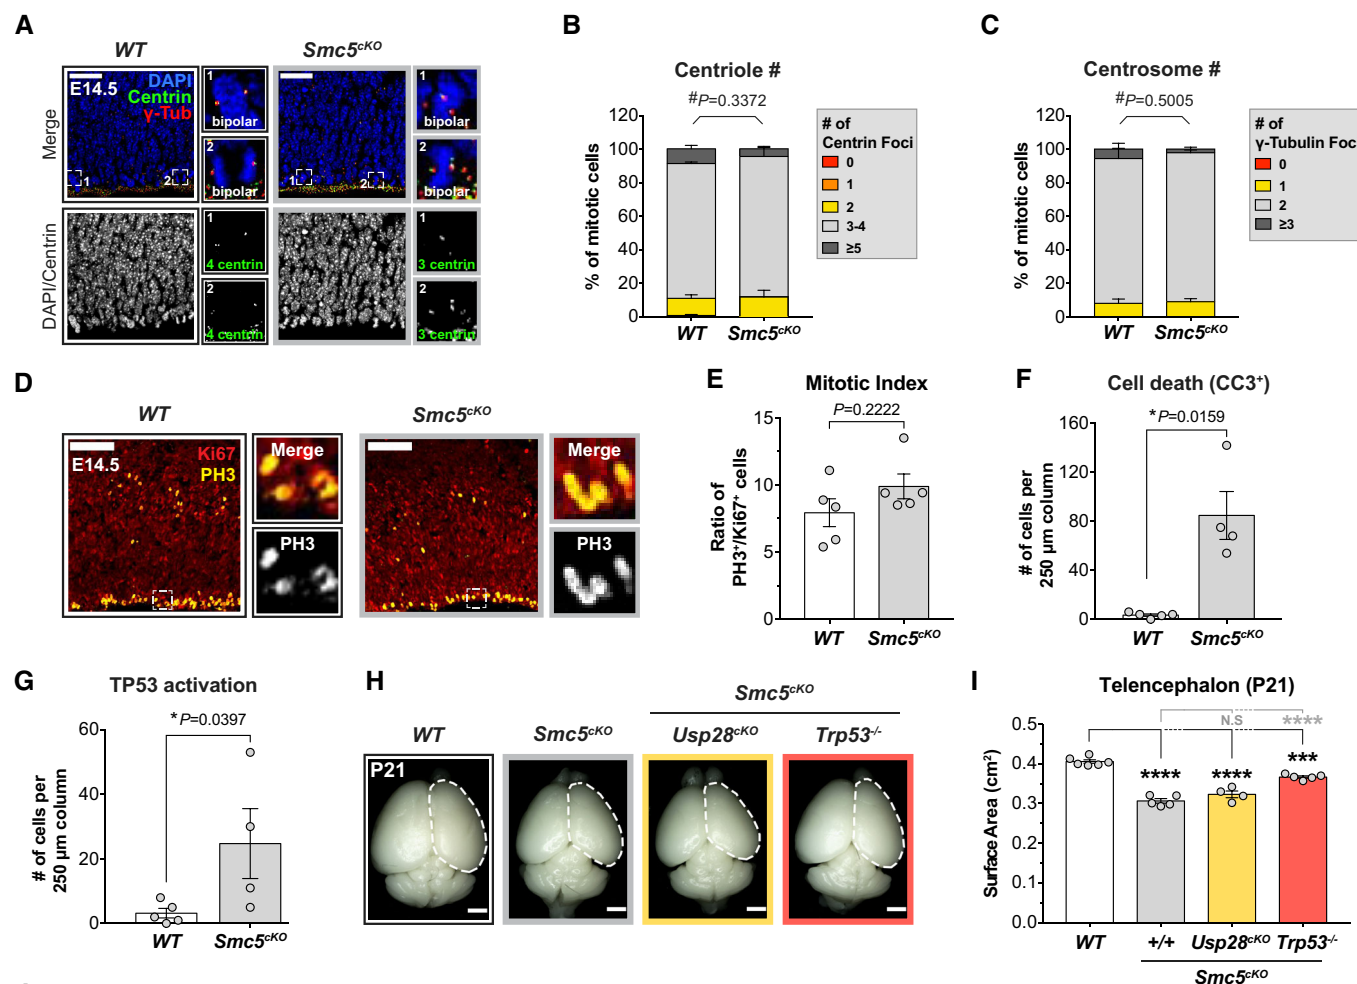 A
WT
Smc5cKO
Merge
DAPI/Centrin
E14.5
DAPI
Centrin
γ-Tub
1
2
1
bipolar
2
bipolar
1
2
1
bipolar
2
bipolar
1
4 centrin
2
4 centrin
1
3 centrin
2
3 centrin
B
Centriole #
#P=0.3372
% of mitotic cells
120
100
80
60
40
20
0
WT
Smc5cKO
# of
Centrin Foci
0
1
2
3-4
≥5
C
Centrosome #
#P=0.5005
% of mitotic cells
120
100
80
60
40
20
0
WT
Smc5cKO
# of
γ-Tubulin Foc
0
1
2
≥3
D
WT
Smc5cKO
E14.5
Ki67
PH3
Merge
PH3
Merge
PH3
E
Mitotic Index
P=0.2222
Ratio of
PH3+/Ki67+ cells
15
10
5
0
WT
Smc5cKO
F
Cell death (CC3+)
*P=0.0159
# of cells per
250 µm column
160
120
80
40
0
WT
Smc5cKO
G
TP53 activation
*P=0.0397
# of cells per
250 µm column
60
40
20
0
WT
Smc5cKO
H
Smc5cKO
WT
Smc5cKO
Usp28cKO
Trp53-/-
P21
I
Telencephalon (P21)
N.S
****
****
****
***
Surface Area (cm2)
0.5
0.4
0.3
0.2
0.1
0.0
WT
+/+
Usp28cKO
Trp53-/-
Smc5cKO